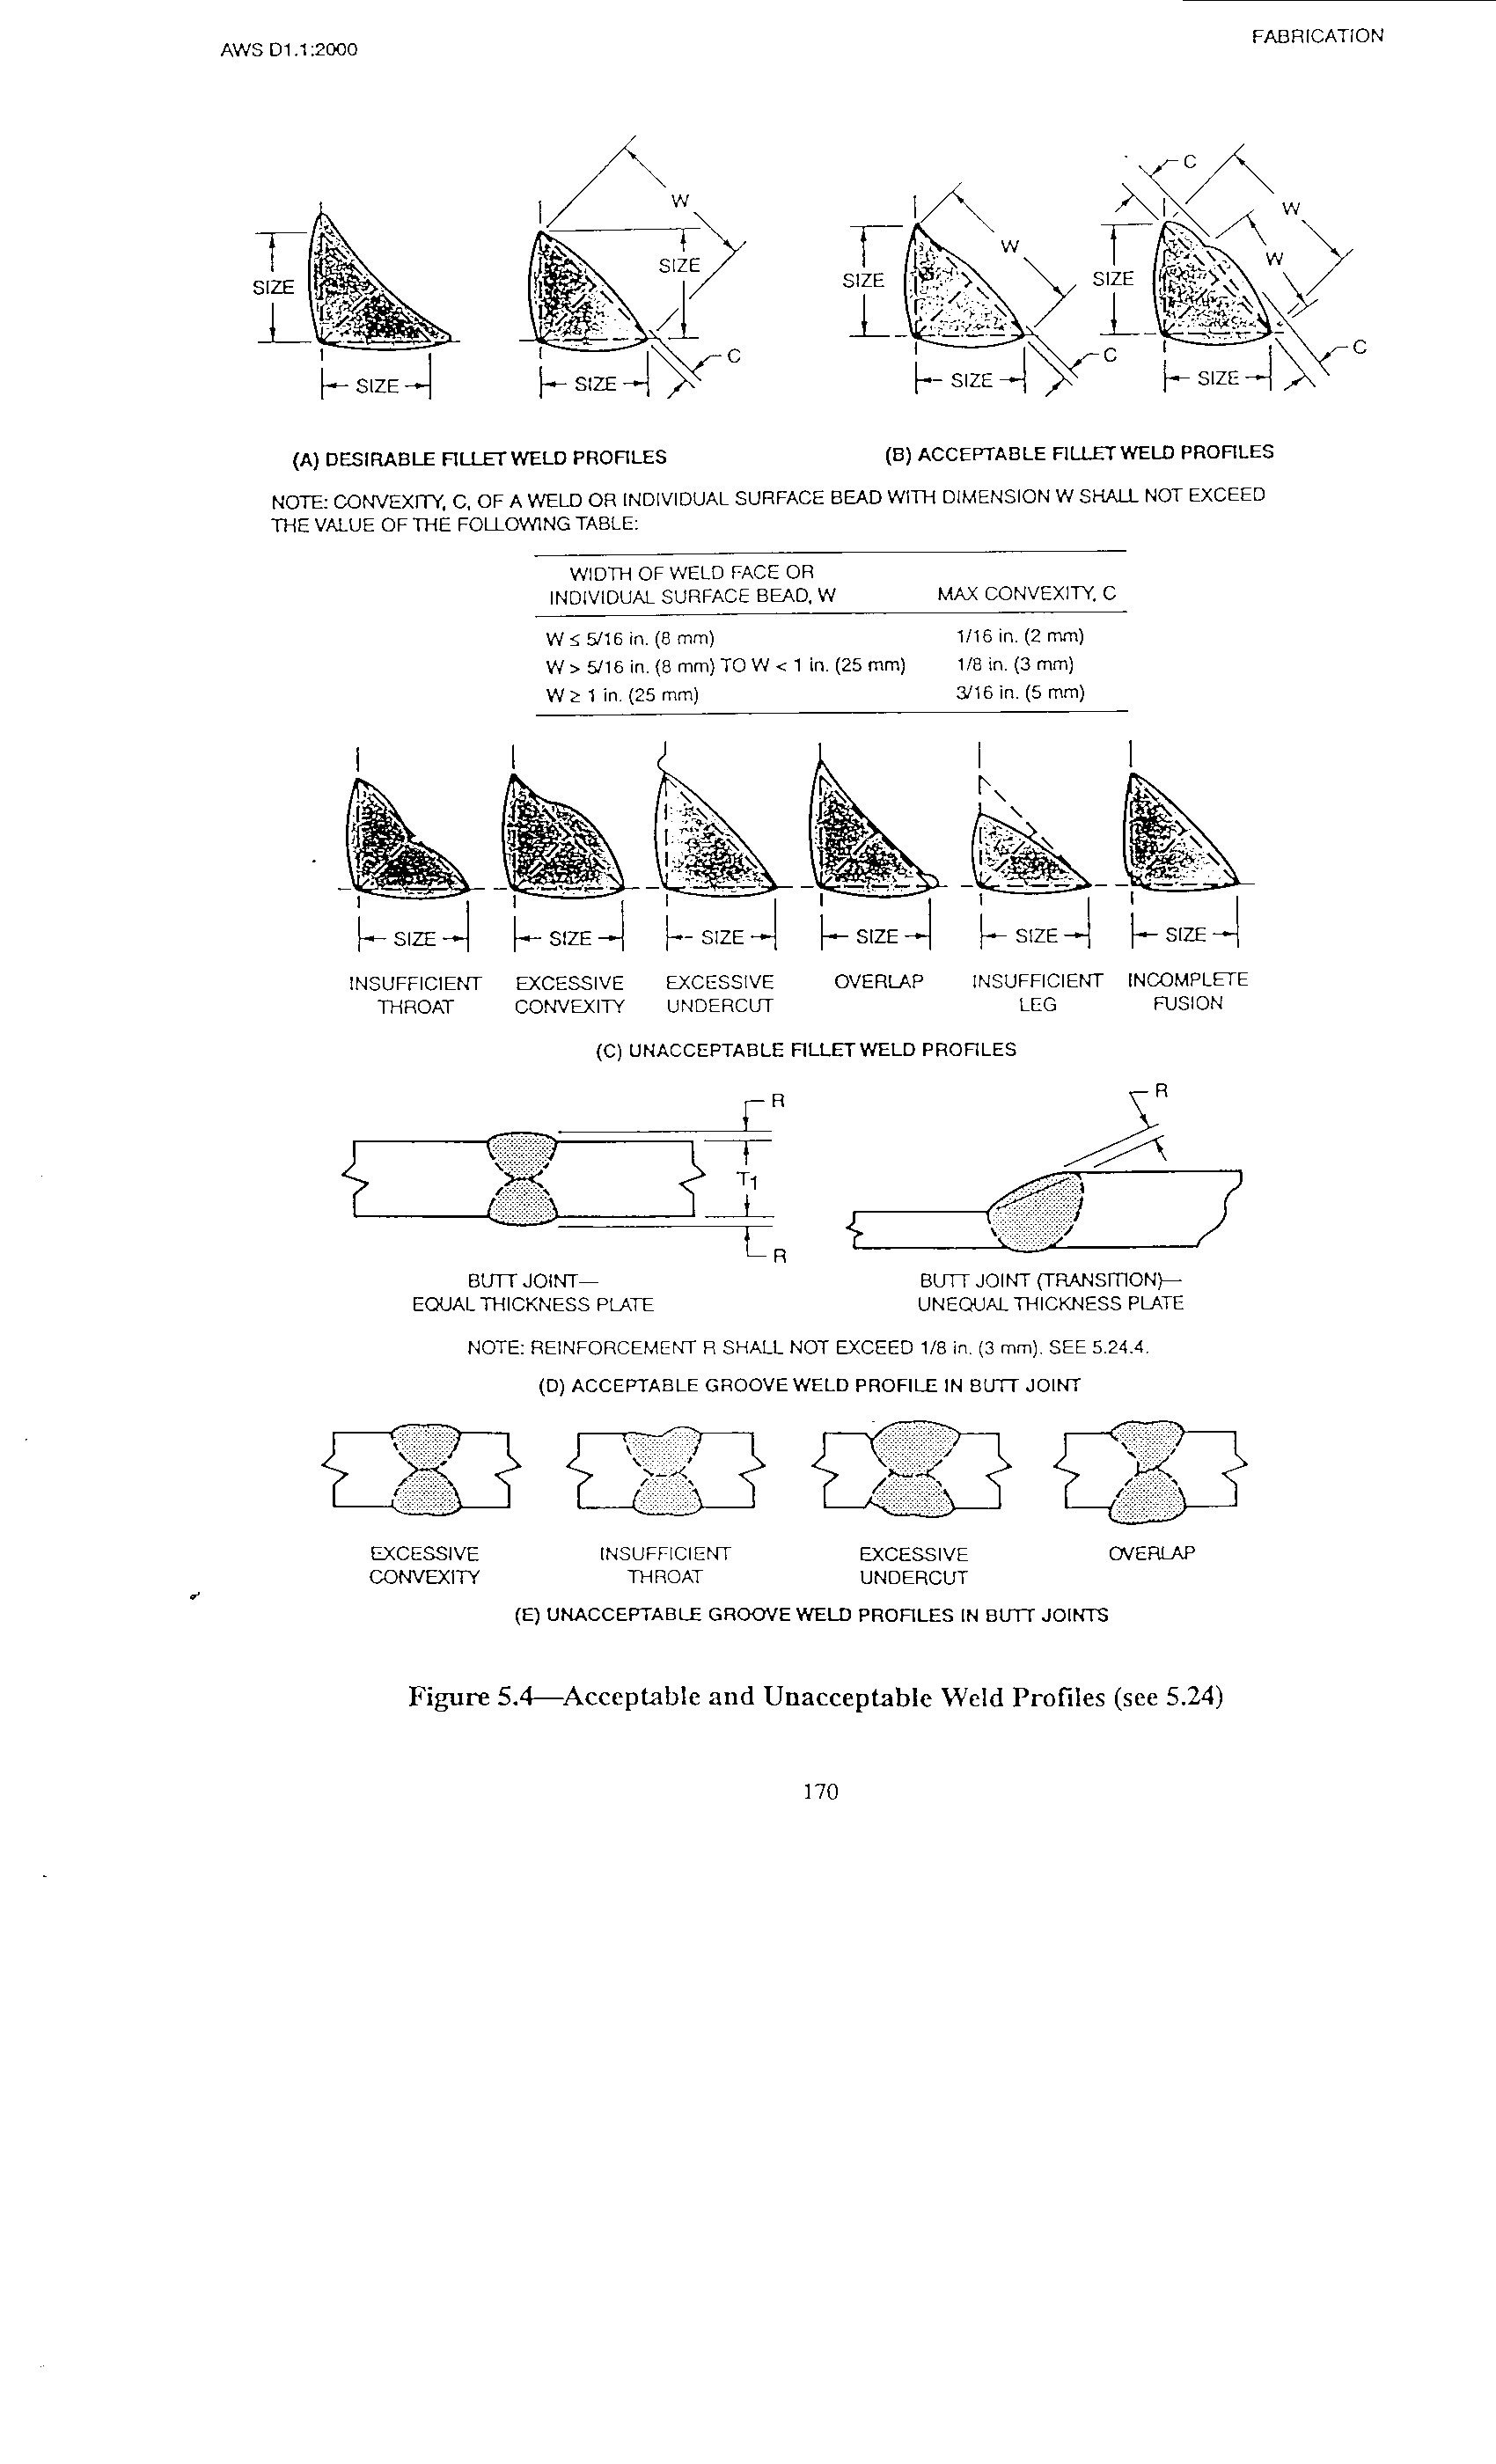 AWS D1.1:2000
FABRICATION
W
SIZE
SIZE
C
SIZE
SIZE
W
SIZE
C
SIZE
C
W
W
SIZE
C
SIZE
(A) DESIRABLE FILLET WELD PROFILES
(B) ACCEPTABLE FILLET WELD PROFILES
NOTE: CONVEXITY, C, OF A WELD OR INDIVIDUAL SURFACE BEAD WITH DIMENSION W SHALL NOT EXCEED
THE VALUE OF THE FOLLOWING TABLE:
WIDTH OF WELD FACE OR
INDIVIDUAL SURFACE BEAD, W MAX CONVEXITY, C
W ≤ 5/16 in. (8 mm) 1/16 in. (2 mm)
W > 5/16 in. (8 mm) TO W < 1 in. (25 mm) 1/8 in. (3 mm)
W ≥ 1 in. (25 mm) 3/16 in. (5 mm)
SIZE SIZE SIZE SIZE SIZE SIZE
INSUFFICIENT EXCESSIVE EXCESSIVE OVERLAP INSUFFICIENT INCOMPLETE
THROAT CONVEXITY UNDERCUT LEG FUSION
(C) UNACCEPTABLE FILLET WELD PROFILES
R
T1
R
R
BUTT JOINT—
EQUAL THICKNESS PLATE
BUTT JOINT (TRANSITION)—
UNEQUAL THICKNESS PLATE
NOTE: REINFORCEMENT R SHALL NOT EXCEED 1/8 in. (3 mm). SEE 5.24.4.
(D) ACCEPTABLE GROOVE WELD PROFILE IN BUTT JOINT
EXCESSIVE INSUFFICIENT EXCESSIVE OVERLAP
CONVEXITY THROAT UNDERCUT
(E) UNACCEPTABLE GROOVE WELD PROFILES IN BUTT JOINTS
Figure 5.4—Acceptable and Unacceptable Weld Profiles (see 5.24)
170